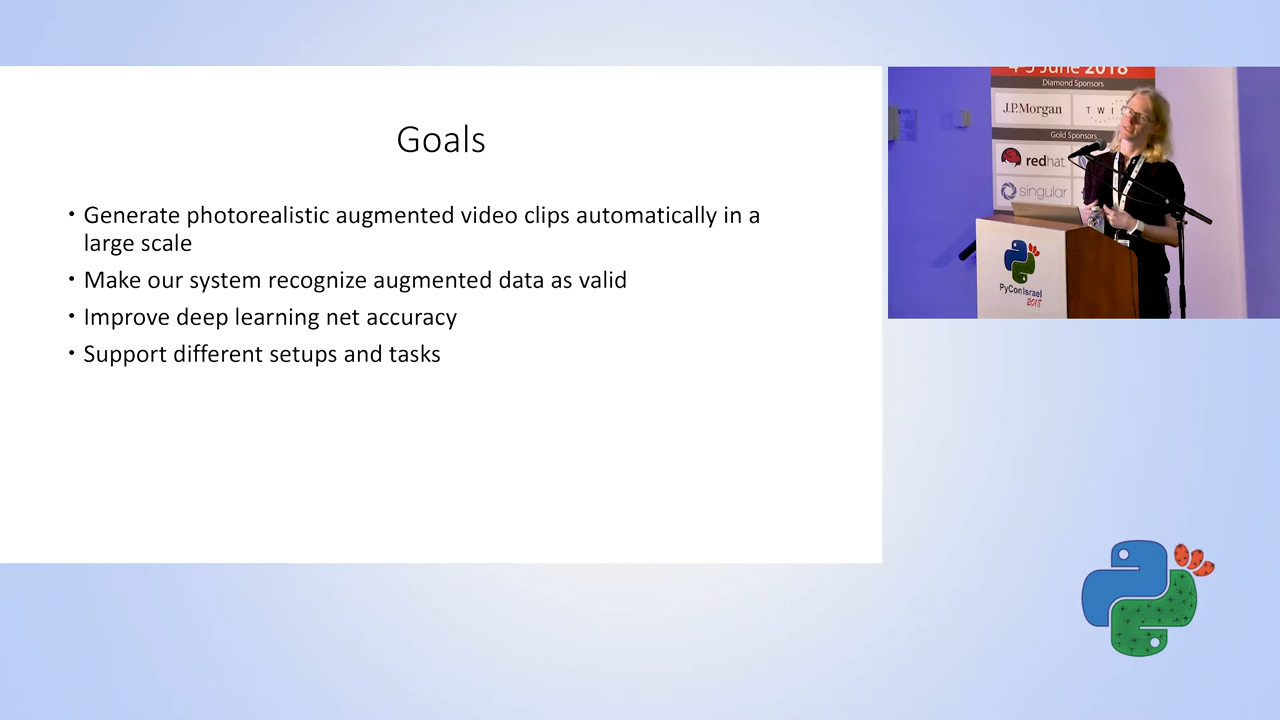 Goals
• Generate photorealistic augmented video clips automatically in a
large scale
• Make our system recognize augmented data as valid
• Improve deep learning net accuracy
• Support different setups and tasks
4-5 June 2018
Diamond Sponsors
J.P.Morgan
Gold Sponsors
redhat
singular
PyConIsrael
2018